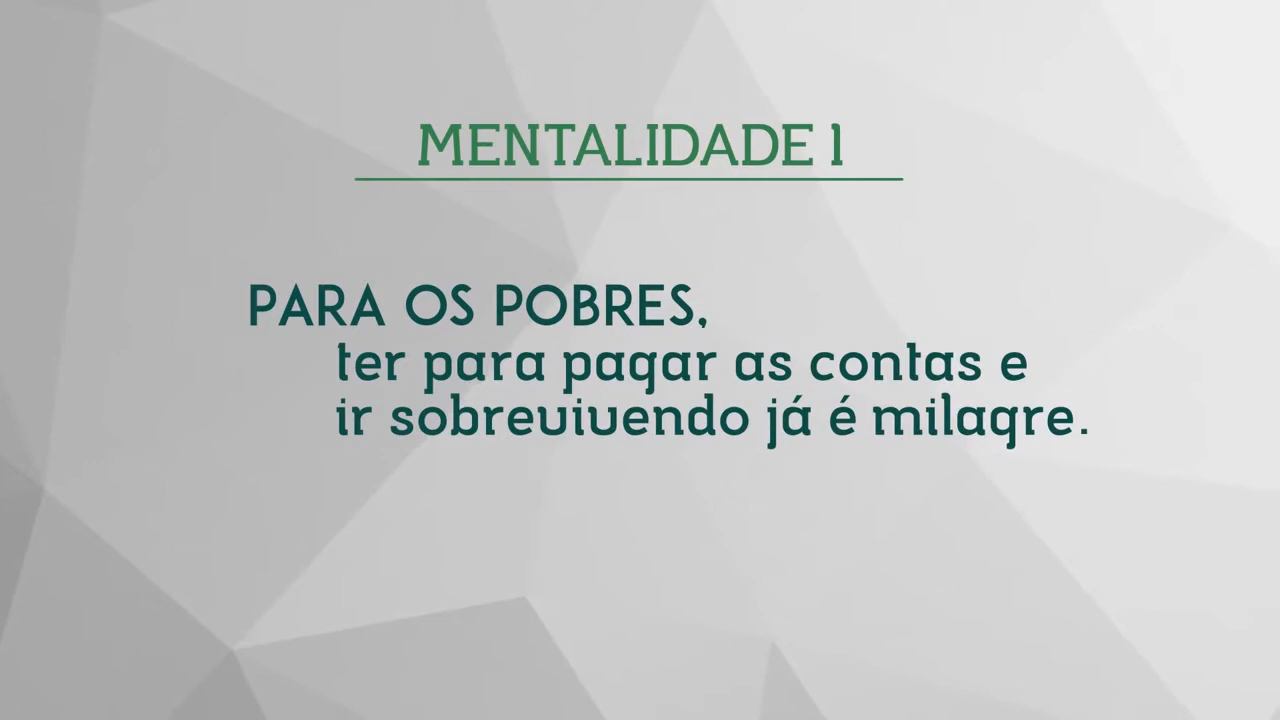 MENTALIDADE 1
PARA OS POBRES,
ter para pagar as contas e
ir sobrevivendo já é milagre.